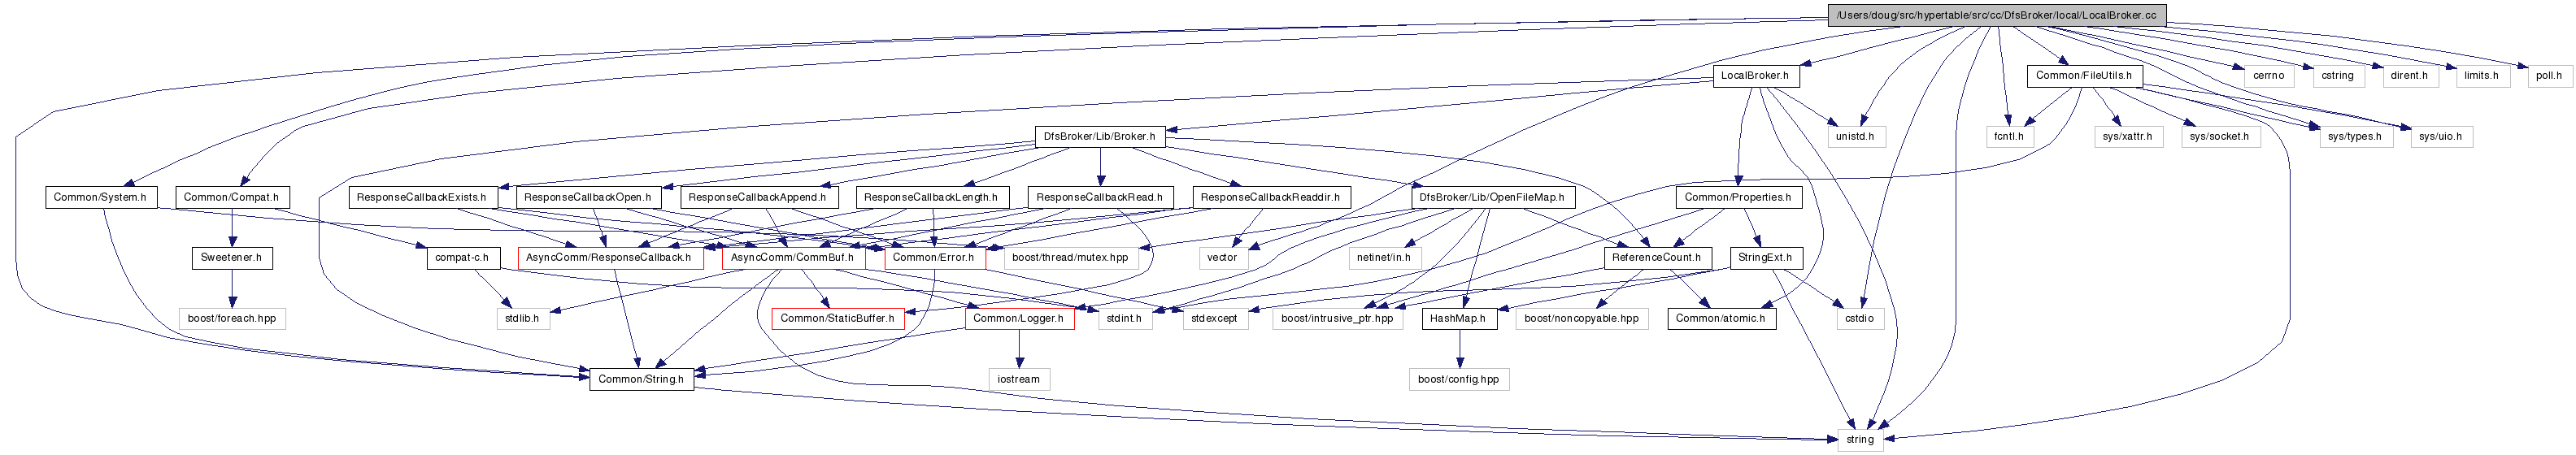 /Users/doug/src/hypertable/src/cc/DfsBroker/local/LocalBroker.cc
LocalBroker.h
Common/FileUtils.h
cerrno
cstring
dirent.h
limits.h
poll.h
DfsBroker/Lib/Broker.h
unistd.h
fcntl.h
sys/xattr.h
sys/socket.h
sys/types.h
sys/uio.h
Common/System.h
Common/Compat.h
ResponseCallbackExists.h
ResponseCallbackOpen.h
ResponseCallbackAppend.h
ResponseCallbackLength.h
ResponseCallbackRead.h
ResponseCallbackReaddir.h
DfsBroker/Lib/OpenFileMap.h
Common/Properties.h
Sweetener.h
compat-c.h
AsyncComm/ResponseCallback.h
AsyncComm/CommBuf.h
Common/Error.h
boost/thread/mutex.hpp
vector
netinet/in.h
ReferenceCount.h
StringExt.h
boost/foreach.hpp
stdlib.h
Common/StaticBuffer.h
Common/Logger.h
stdint.h
stdexcept
boost/intrusive_ptr.hpp
HashMap.h
boost/noncopyable.hpp
Common/atomic.h
cstdio
Common/String.h
iostream
boost/config.hpp
string